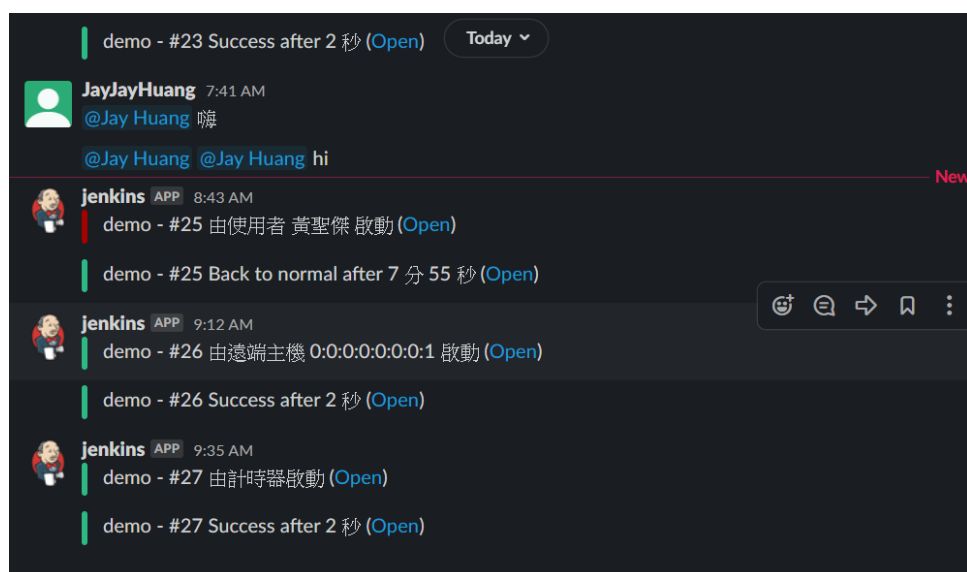 demo - #23 Success after 2 秒 (Open)
Today
JayJayHuang 7:41 AM
@Jay Huang 嗨
@Jay Huang @Jay Huang hi
New
jenkins APP 8:43 AM
demo - #25 由使用者 黃聖傑 啟動 (Open)
demo - #25 Back to normal after 7 分 55 秒 (Open)
jenkins APP 9:12 AM
demo - #26 由遠端主機 0:0:0:0:0:0:0:1 啟動 (Open)
demo - #26 Success after 2 秒 (Open)
jenkins APP 9:35 AM
demo - #27 由計時器啟動 (Open)
demo - #27 Success after 2 秒 (Open)